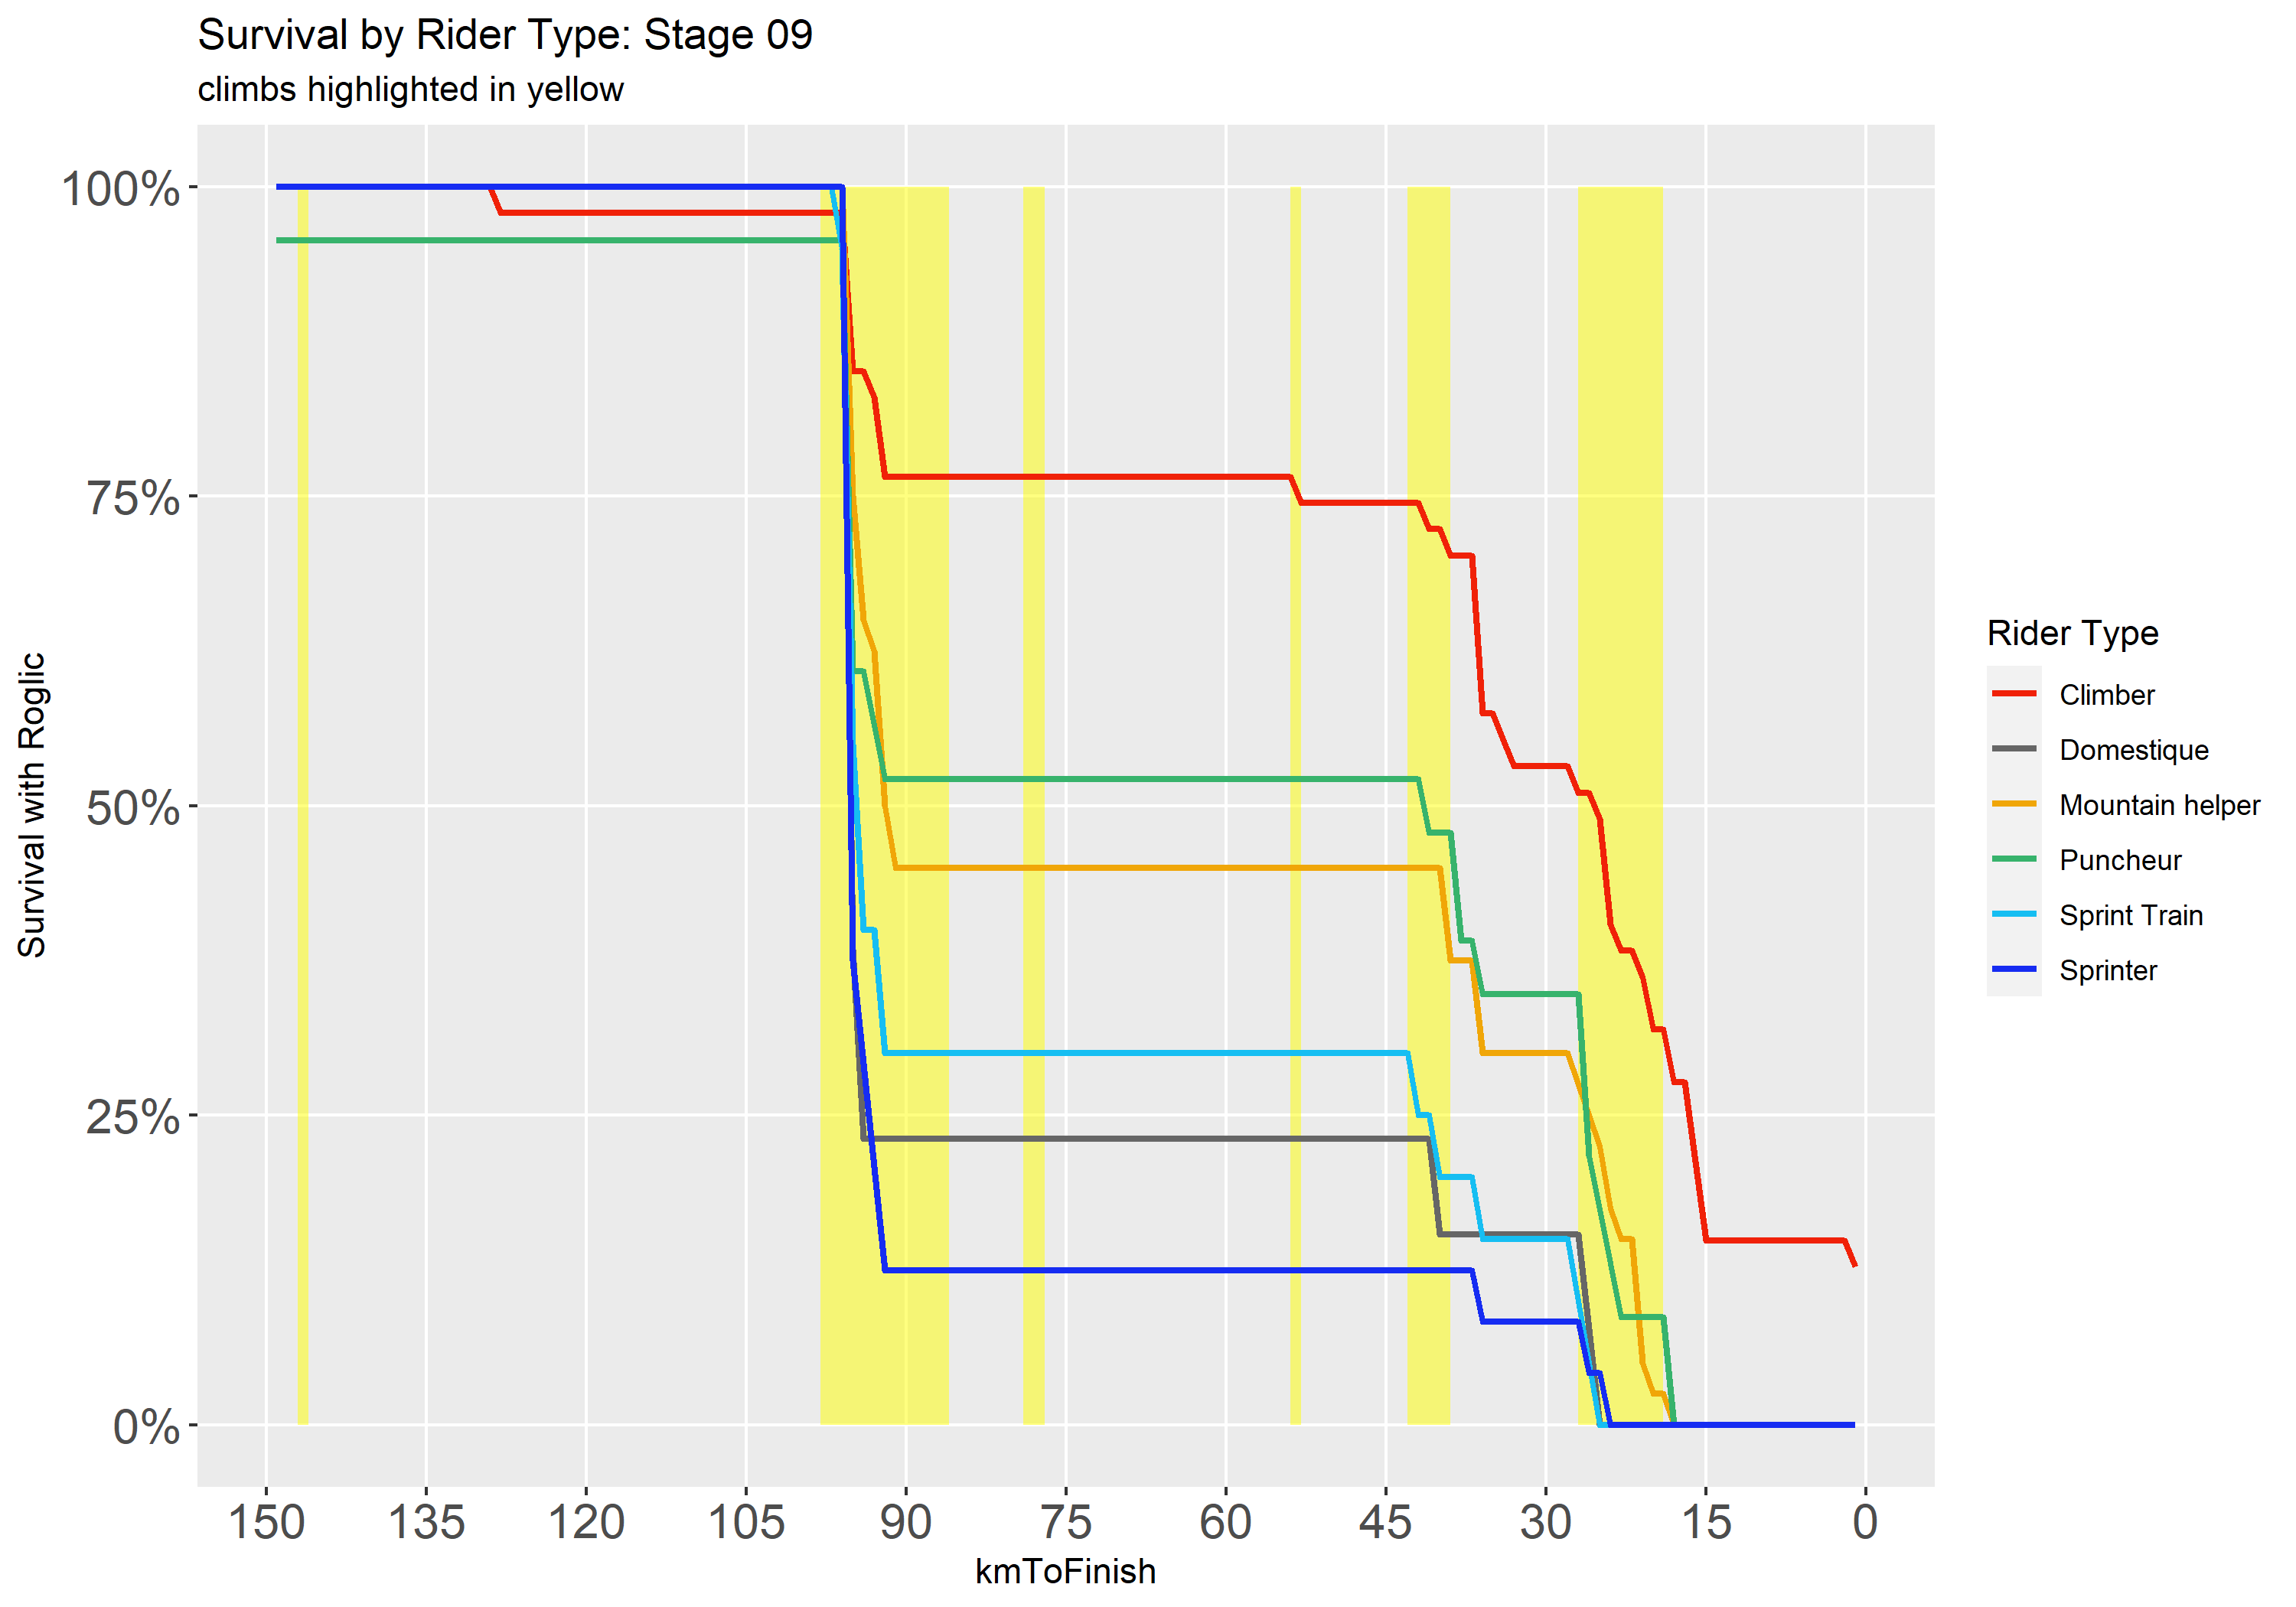 Survival by Rider Type: Stage 09
climbs highlighted in yellow
100%
75%
50%
25%
0%
Survival with Roglic
150 135 120 105 90 75 60 45 30 15 0
kmToFinish
Rider Type
Climber
Domestique
Mountain helper
Puncheur
Sprint Train
Sprinter